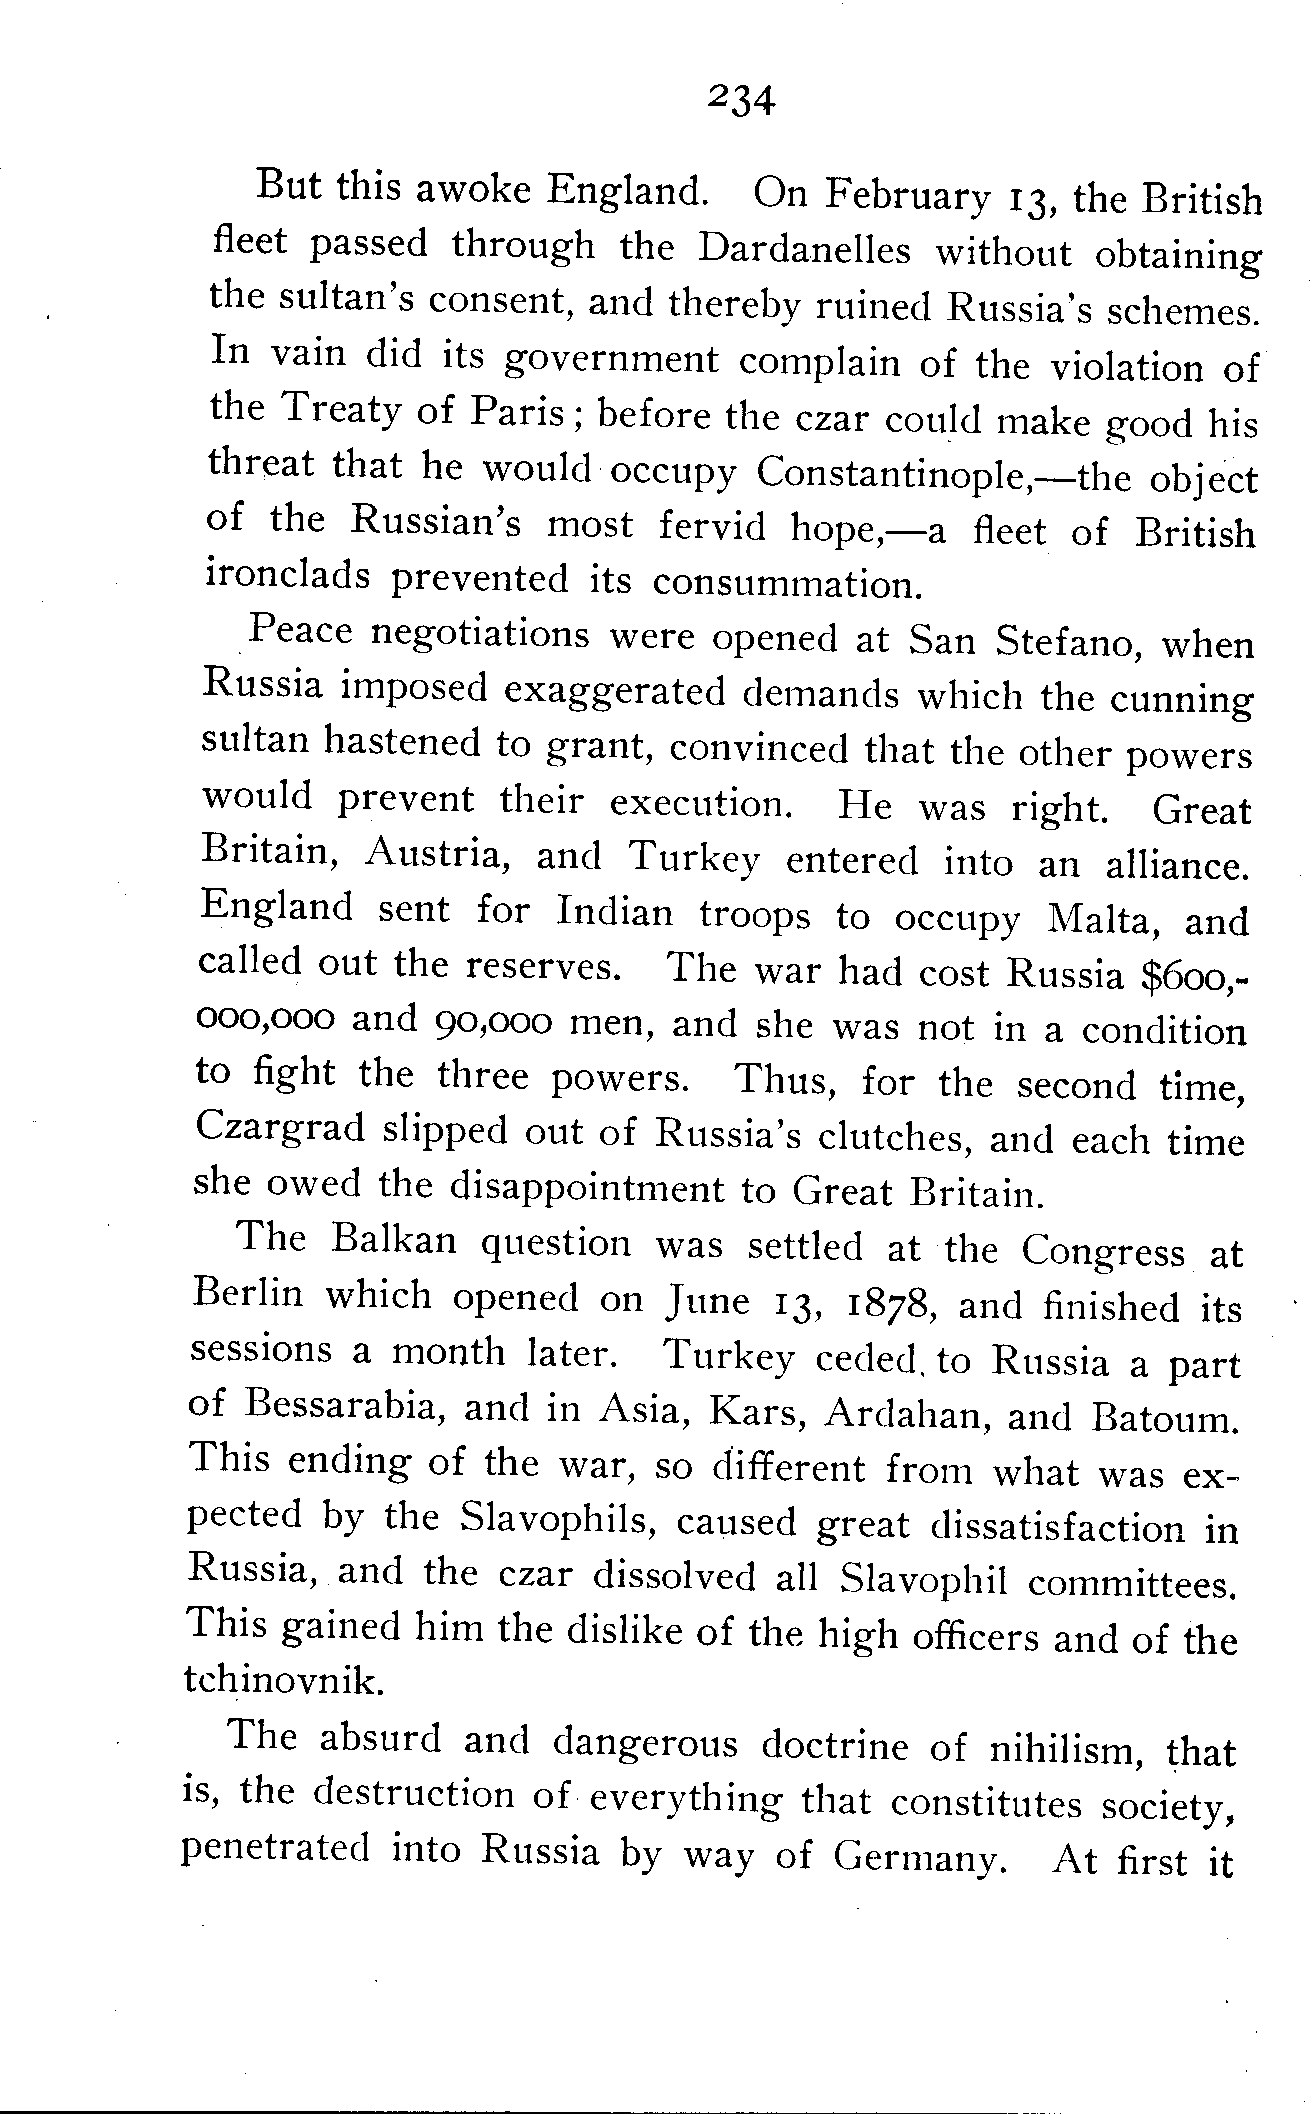 234
But this awoke England. On February 13, the British
fleet passed through the Dardanelles without obtaining
the sultan's consent, and thereby ruined Russia's schemes.
In vain did its government complain of the violation of
the Treaty of Paris; before the czar could make good his
threat that he would occupy Constantinople,—the object
of the Russian's most fervid hope,—a fleet of British
ironclads prevented its consummation.
Peace negotiations were opened at San Stefano, when
Russia imposed exaggerated demands which the cunning
sultan hastened to grant, convinced that the other powers
would prevent their execution. He was right. Great
Britain, Austria, and Turkey entered into an alliance.
England sent for Indian troops to occupy Malta, and
called out the reserves. The war had cost Russia $600,-
000,000 and 90,000 men, and she was not in a condition
to fight the three powers. Thus, for the second time,
Czargrad slipped out of Russia's clutches, and each time
she owed the disappointment to Great Britain.
The Balkan question was settled at the Congress at
Berlin which opened on June 13, 1878, and finished its
sessions a month later. Turkey ceded to Russia a part
of Bessarabia, and in Asia, Kars, Ardahan, and Batoum.
This ending of the war, so different from what was ex-
pected by the Slavophils, caused great dissatisfaction in
Russia, and the czar dissolved all Slavophil committees.
This gained him the dislike of the high officers and of the
tchinovnik.
The absurd and dangerous doctrine of nihilism, that
is, the destruction of everything that constitutes society,
penetrated into Russia by way of Germany. At first it